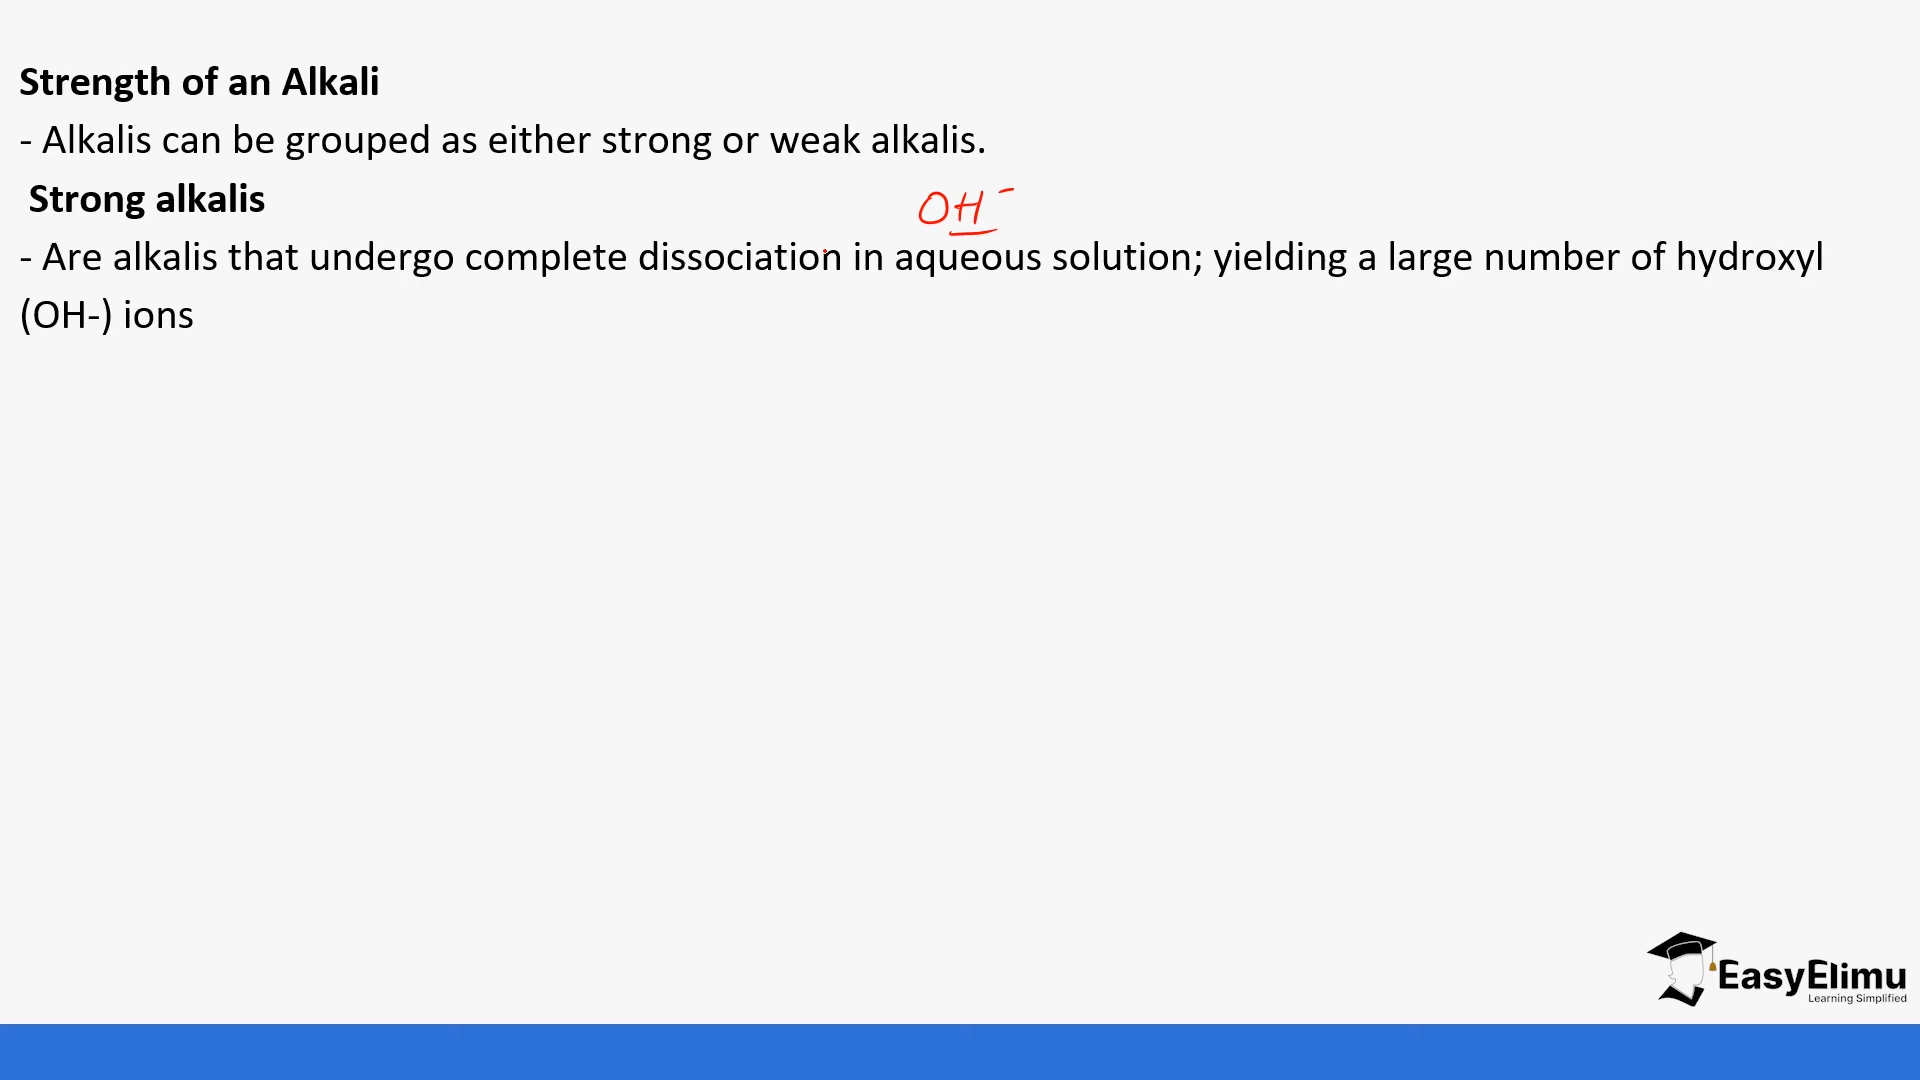 Strength of an Alkali
- Alkalis can be grouped as either strong or weak alkalis.
Strong alkalis
OH⁻
- Are alkalis that undergo complete dissociation in aqueous solution; yielding a large number of hydroxyl
(OH-) ions
EasyElimu
Learning Simplified